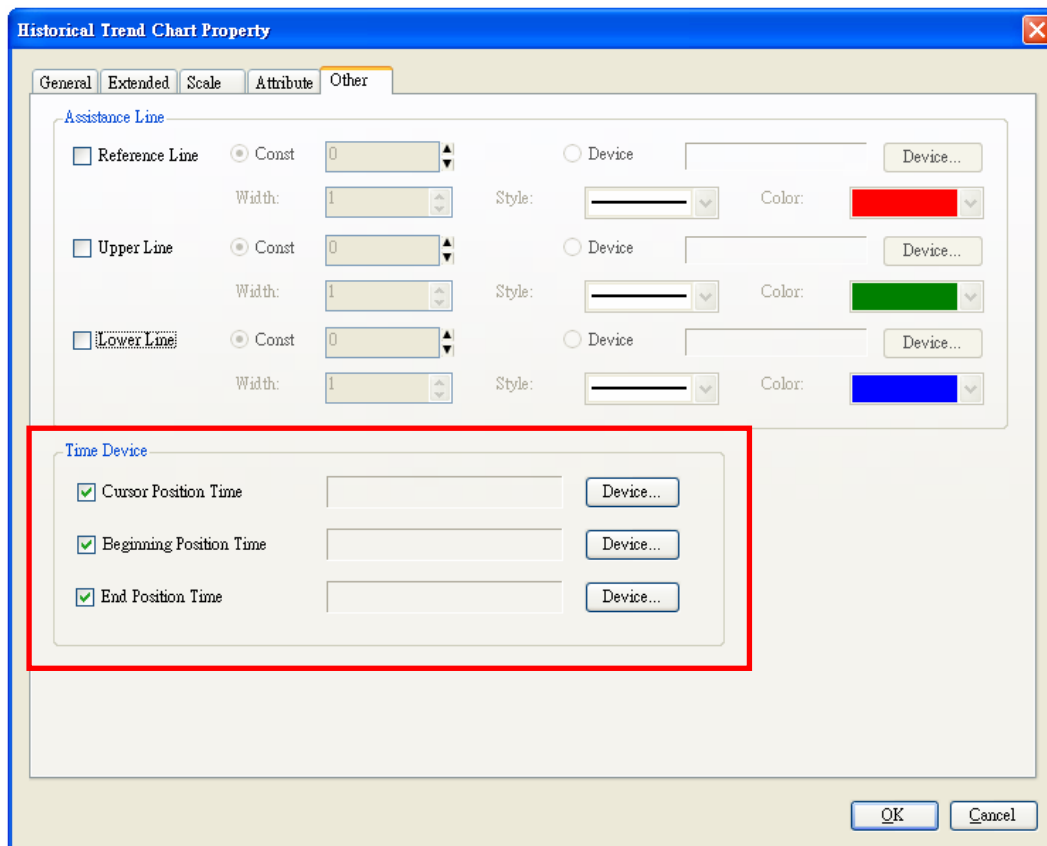 Historical Trend Chart Property
General Extended Scale Attribute Other
Assistance Line
Reference Line Const 0 Device Device...
Width: 1 Style: Color:
Upper Line Const 0 Device Device...
Width: 1 Style: Color:
Lower Line Const 0 Device Device...
Width: 1 Style: Color:
Time Device
Cursor Position Time Device...
Beginning Position Time Device...
End Position Time Device...
OK Cancel